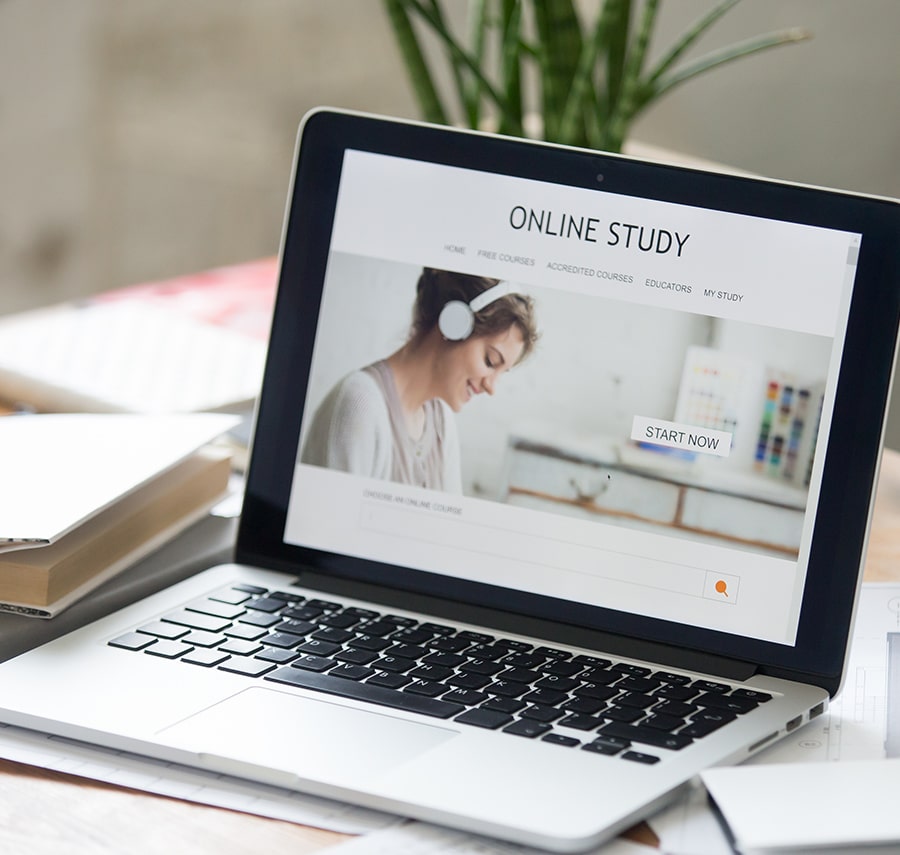 ONLINE STUDY
HOME FREE COURSES ACCREDITED COURSES EDUCATORS MY STUDY
START NOW
CHOOSE AN ONLINE COURSE